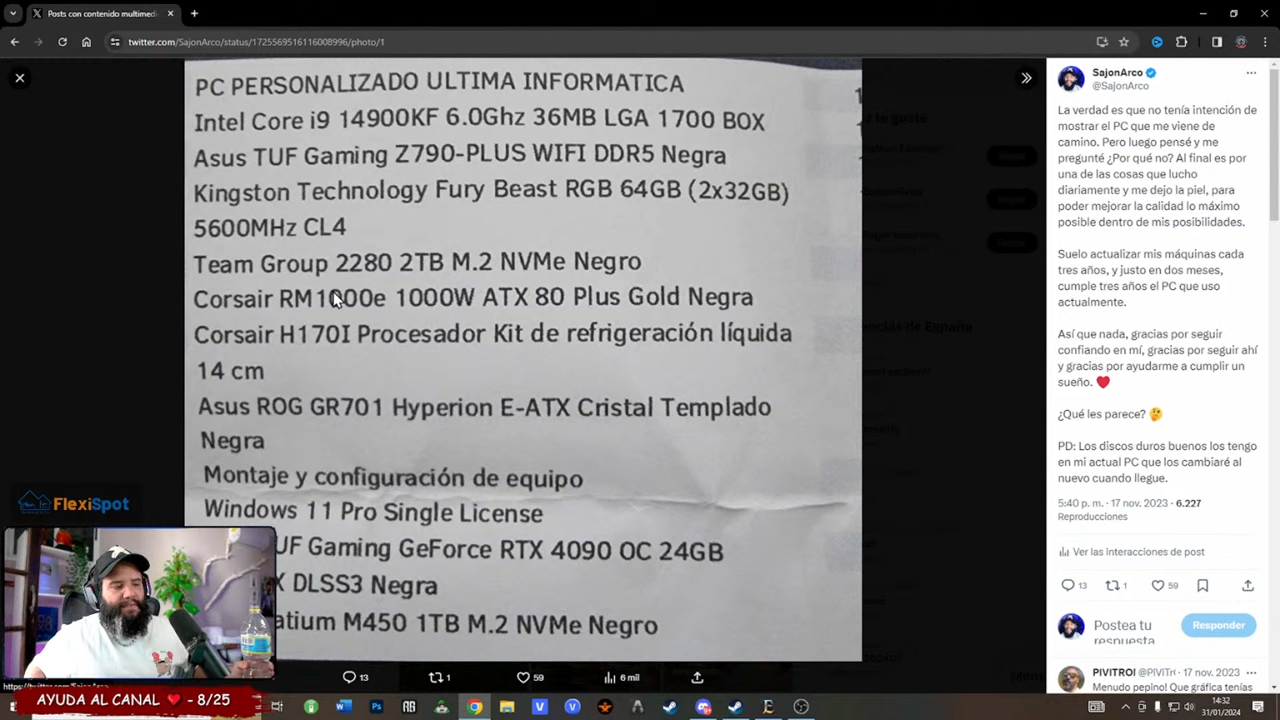 Posts con contenido multimedi
twitter.com/SajonArco/status/1725569516116008996/photo/1
PC PERSONALIZADO ULTIMA INFORMATICA
Intel Core i9 14900KF 6.0Ghz 36MB LGA 1700 BOX
Asus TUF Gaming Z790-PLUS WIFI DDR5 Negra
Kingston Technology Fury Beast RGB 64GB (2x32GB)
5600MHz CL4
Team Group 2280 2TB M.2 NVMe Negro
Corsair RM1000e 1000W ATX 80 Plus Gold Negra
Corsair H170I Procesador Kit de refrigeración líquida
14 cm
Asus ROG GR701 Hyperion E-ATX Cristal Templado
Negra
Montaje y configuración de equipo
Windows 11 Pro Single License
UF Gaming GeForce RTX 4090 OC 24GB
X DLSS3 Negra
atium M450 1TB M.2 NVMe Negro
13
1
59
6 mil
SajonArco
@SajonArco
La verdad es que no tenía intención de
mostrar el PC que me viene de
camino. Pero luego pensé y me
pregunté ¿Por qué no? Al final es por
una de las cosas que lucho
diariamente y me dejo la piel, para
poder mejorar la calidad lo máximo
posible dentro de mis posibilidades.
Suelo actualizar mis máquinas cada
tres años, y justo en dos meses,
cumple tres años el PC que uso
actualmente.
Así que nada, gracias por seguir
confiando en mí, gracias por seguir ahí
y gracias por ayudarme a cumplir un
sueño. ❤️
¿Qué les parece? 🤔
PD: Los discos duros buenos los tengo
en mi actual PC que los cambiaré al
nuevo cuando llegue.
5:40 p. m. · 17 nov. 2023 · 6.227
Reproducciones
Ver las interacciones de post
13
1
59
Postea tu
respuesta
Responder
PIVITROI @PIVITr · 17 nov. 2023
Menudo pepino! Que gráfica tenías
FlexiSpot
AYUDA AL CANAL ❤️ - 8/25
14:32
31/01/2024